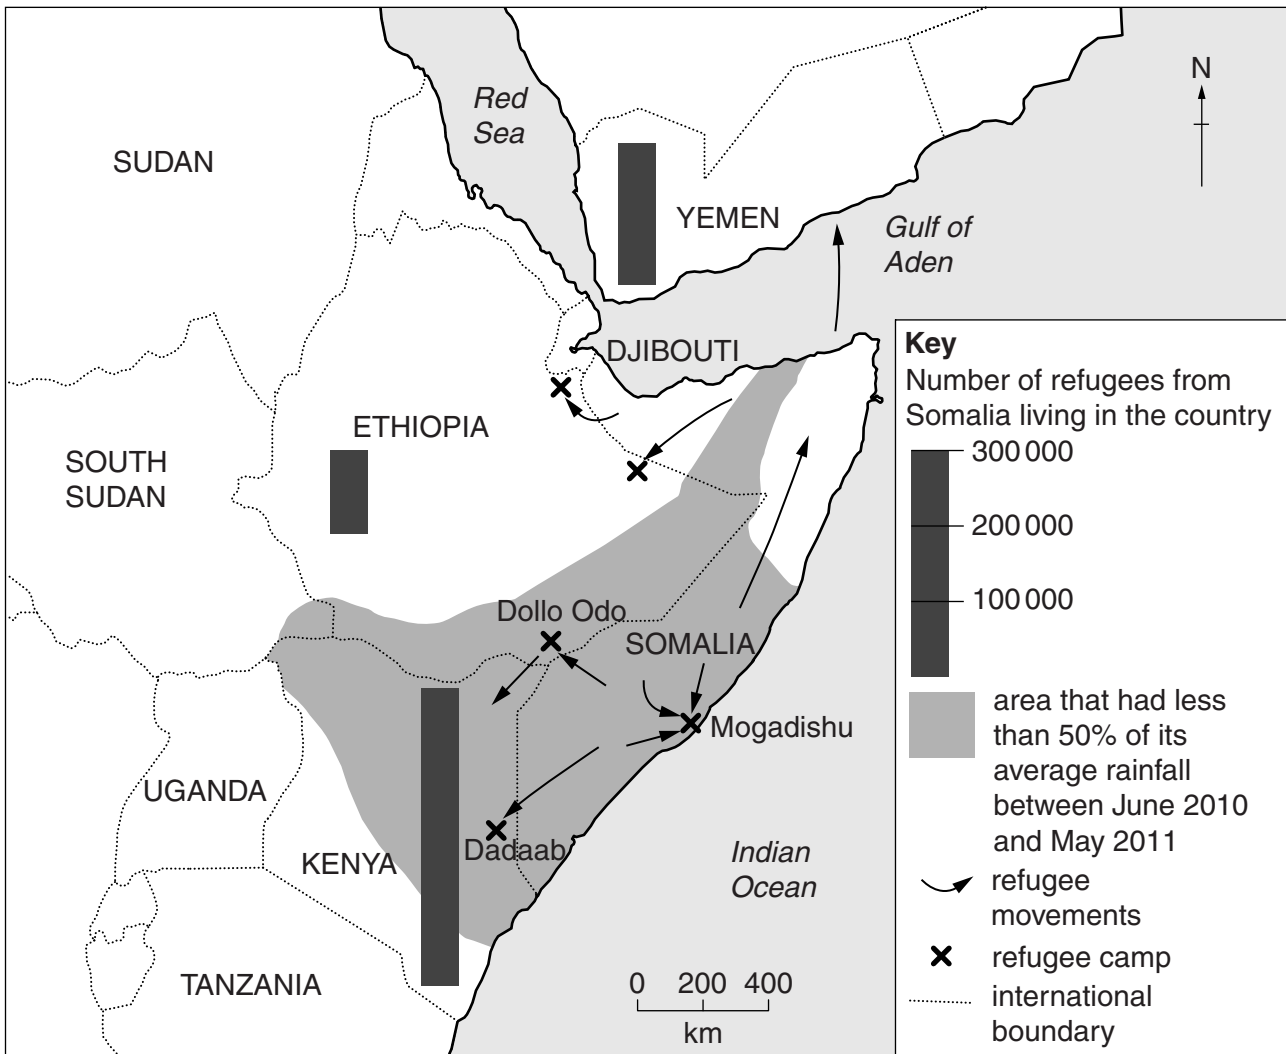 Red
Sea
N
SUDAN
YEMEN
Gulf of
Aden
DJIBOUTI
ETHIOPIA
SOUTH
SUDAN
Dollo Odo
SOMALIA
Mogadishu
UGANDA
Dadaab
KENYA
Indian
Ocean
TANZANIA
0 200 400
km
Key
Number of refugees from
Somalia living in the country
300 000
200 000
100 000
area that had less
than 50% of its
average rainfall
between June 2010
and May 2011
refugee
movements
refugee camp
international
boundary